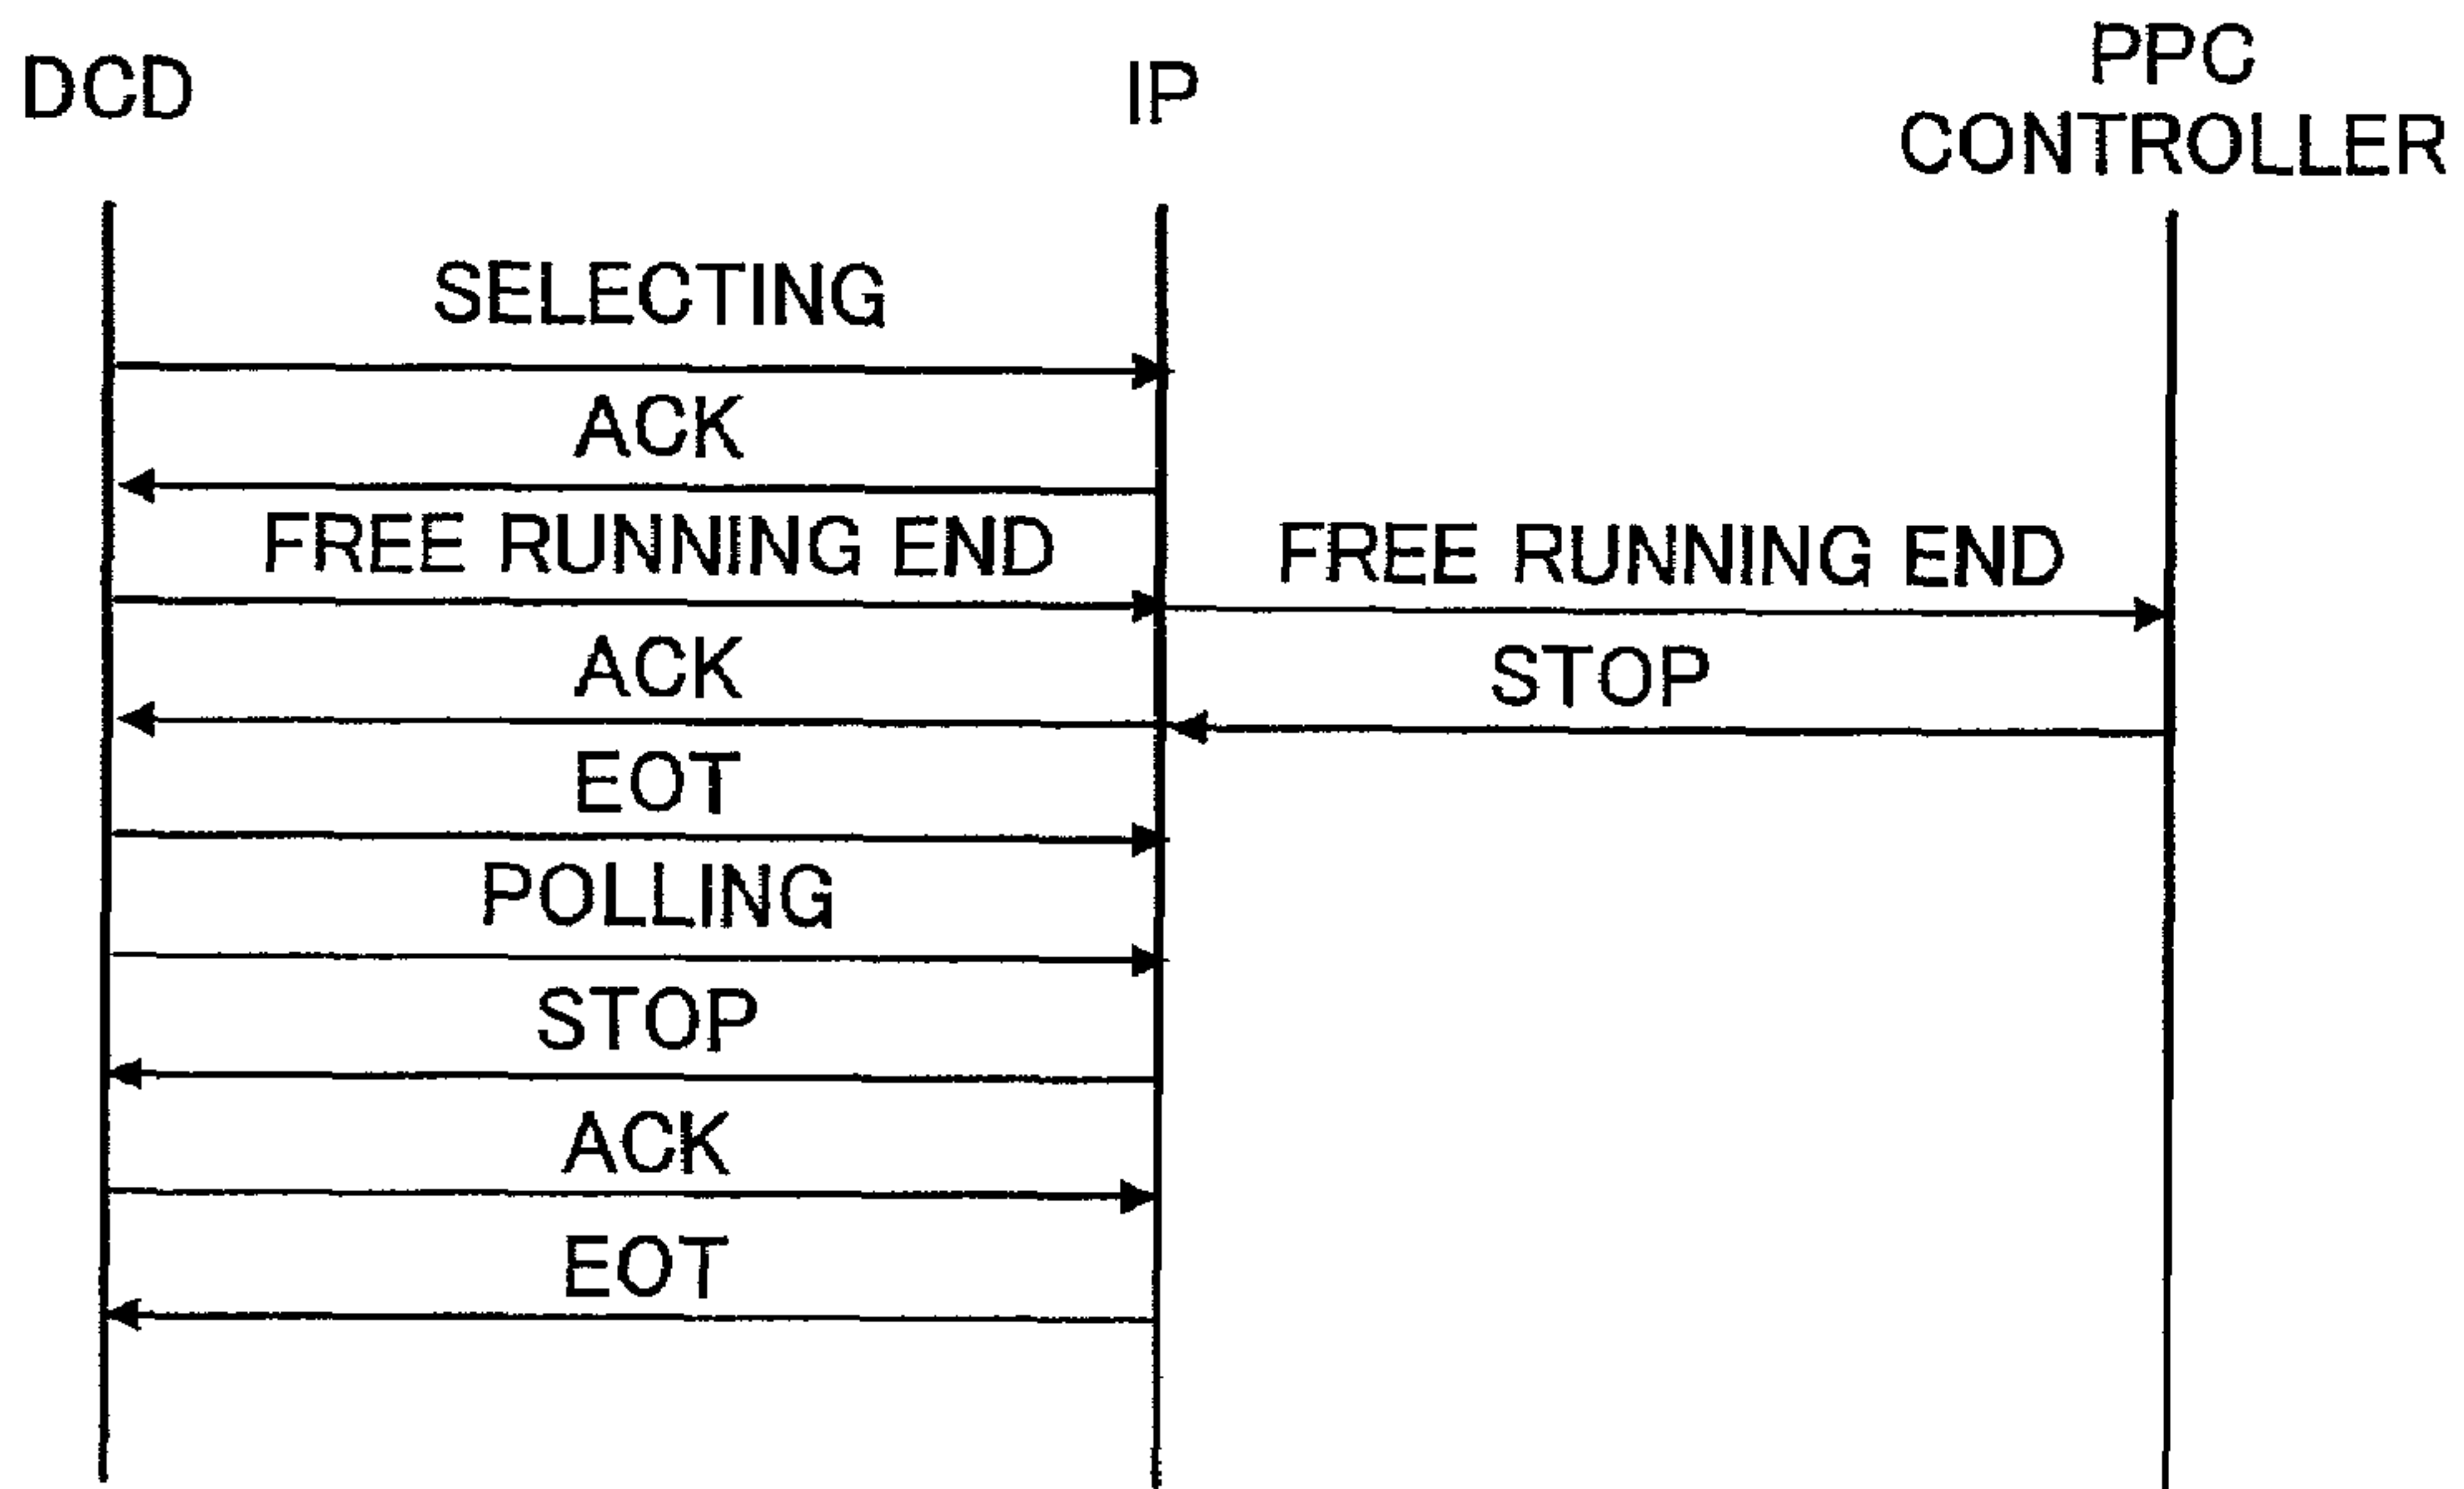 DCD
IP
PPC
CONTROLLER
SELECTING
ACK
FREE RUNNING END
FREE RUNNING END
ACK
STOP
EOT
POLLING
STOP
ACK
EOT